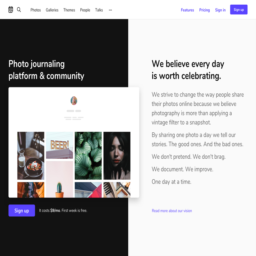 Photos Galleries Themes People Talks ••• Features Pricing Sign in Sign up
Photo journaling
platform & community
We believe every day
is worth celebrating.
We strive to change the way people share
their photos online because we believe
photography is more than applying a
vintage filter to a snapshot.
By sharing one photo a day we tell our
stories. The good ones. And the bad ones.
We don't pretend. We don't brag.
We document. We improve.
One day at a time.
Sign up
First week is free.
Read more about our vision